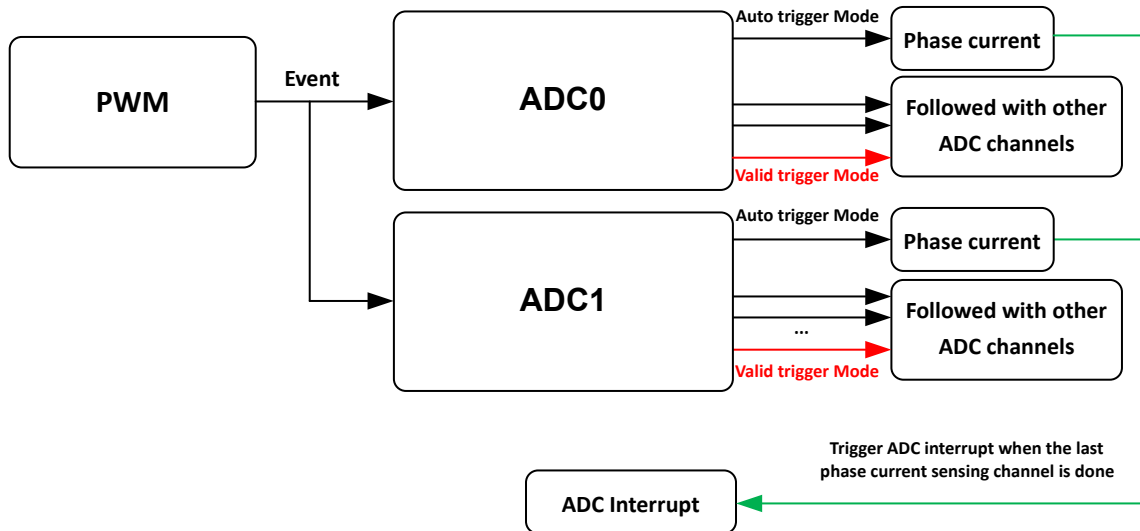 Auto trigger Mode
Phase current
PWM
Event
ADC0
Followed with other
ADC channels
Valid trigger Mode
Auto trigger Mode
Phase current
ADC1
Followed with other
...
ADC channels
Valid trigger Mode
Trigger ADC interrupt when the last
phase current sensing channel is done
ADC Interrupt